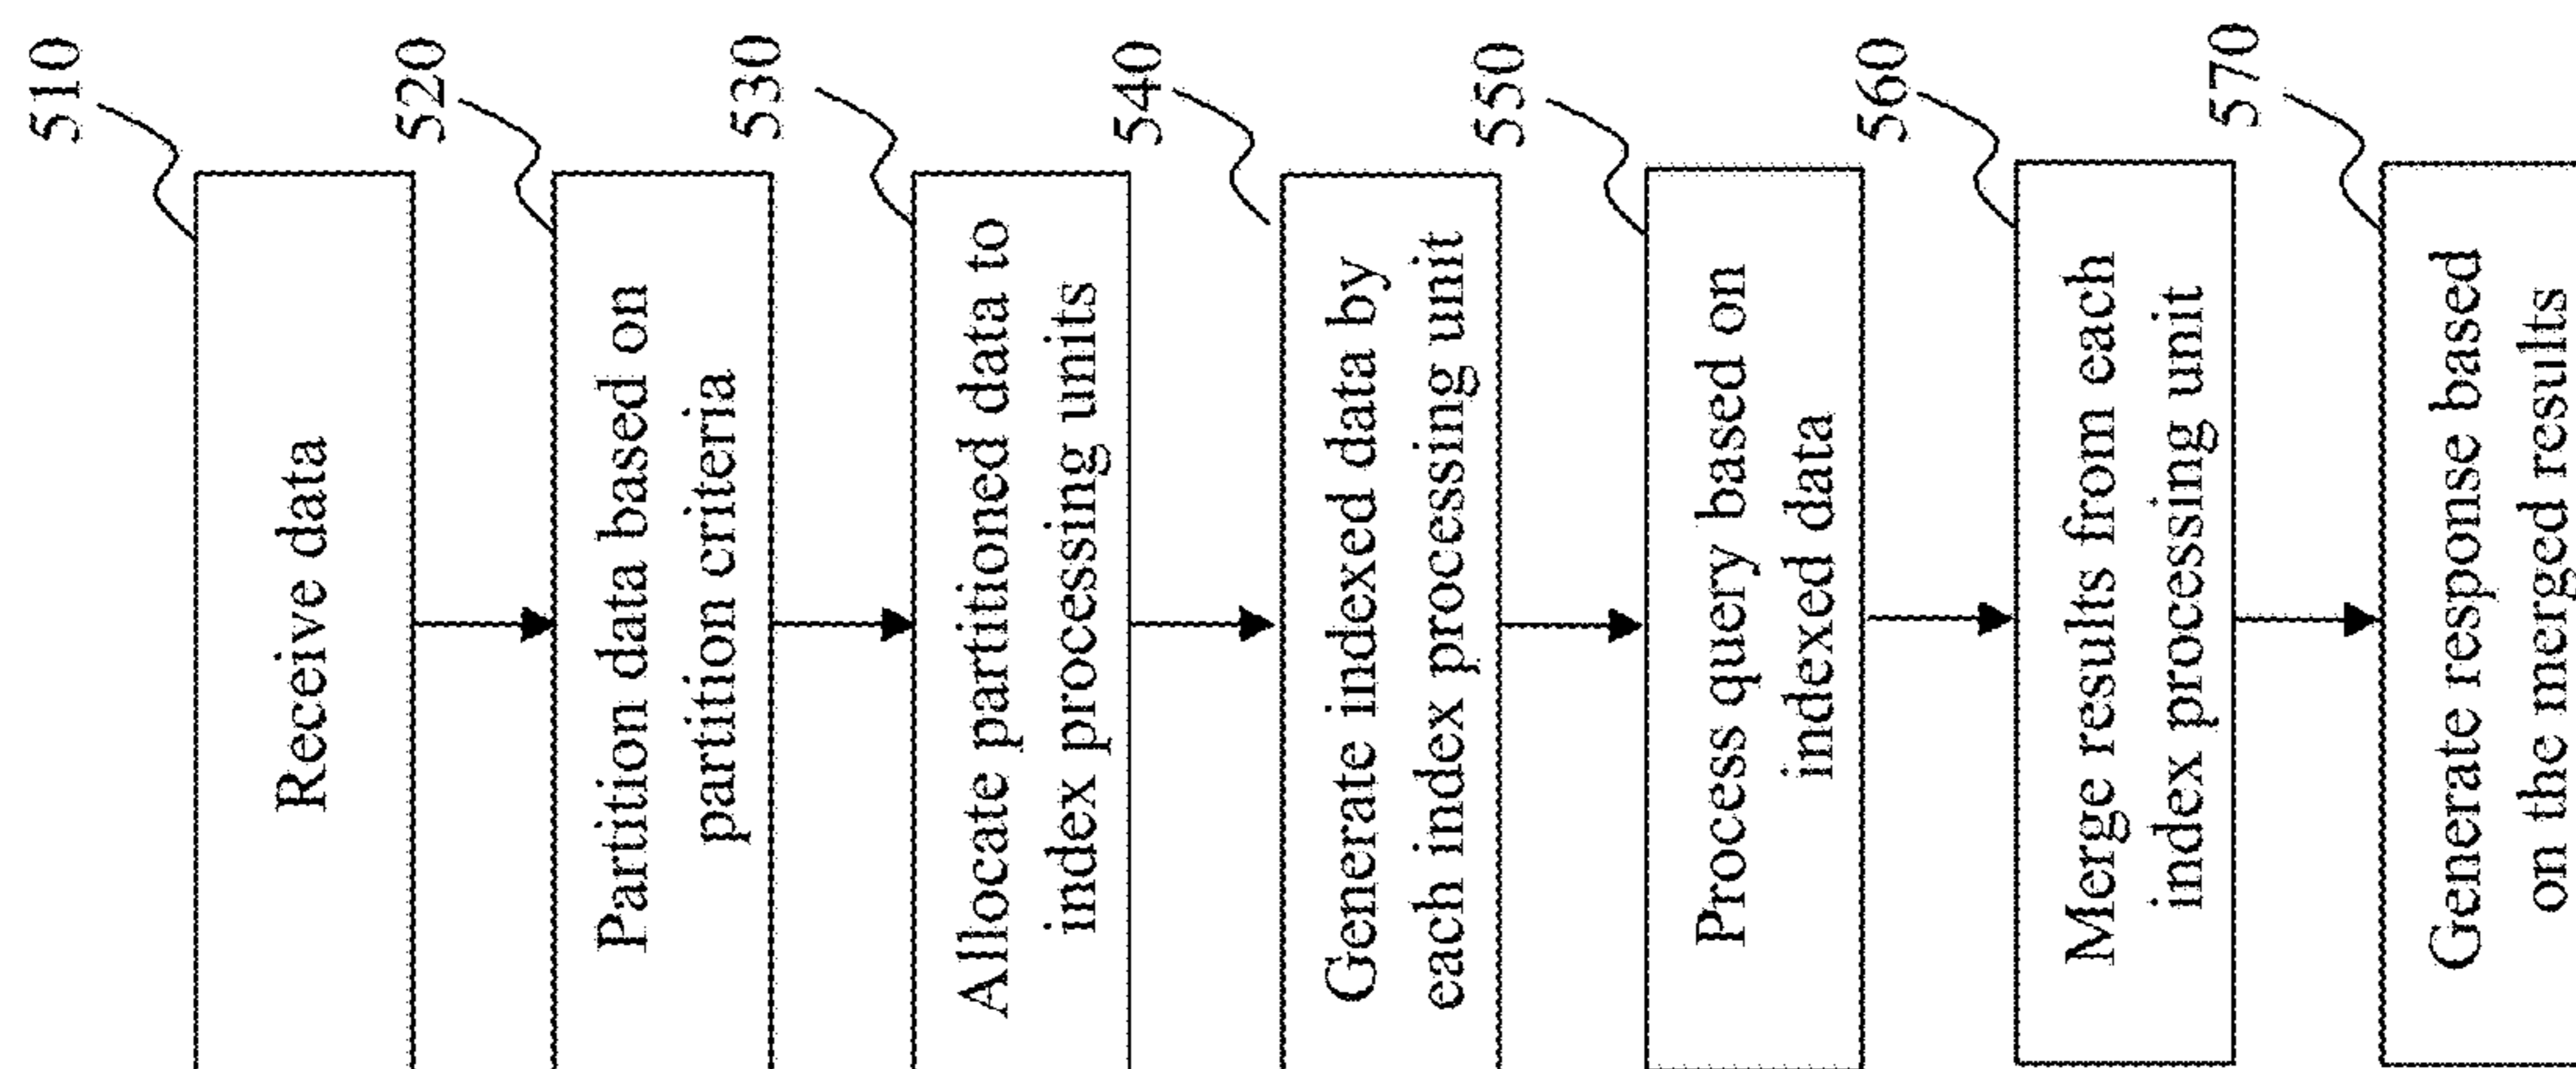 510
Receive data
520
Partition data based on
partition criteria
530
Allocate partitioned data to
index processing units
540
Generate indexed data by
each index processing unit
550
Process query based on
indexed data
560
Merge results from each
index processing unit
570
Generate response based
on the merged results